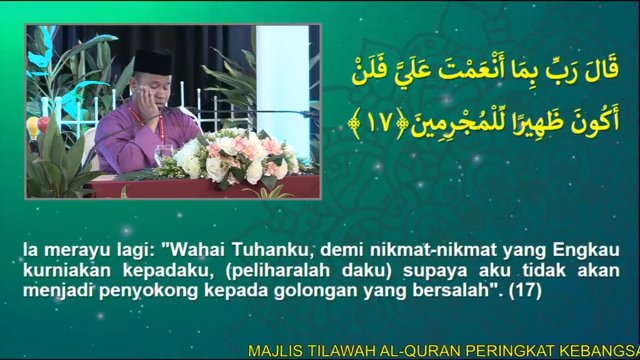 قَالَ رَبِّ بِمَا أَنْعَمْتَ عَلَيَّ فَلَنْ
أَكُونَ ظَهِيرًا لِّلْمُجْرِمِينَ ﴿١٧﴾
Ia merayu lagi: "Wahai Tuhanku, demi nikmat-nikmat yang Engkau
kurniakan kepadaku, (peliharalah daku) supaya aku tidak akan
menjadi penyokong kepada golongan yang bersalah". (17)
MAJLIS TILAWAH AL-QURAN PERINGKAT KEBANGSA